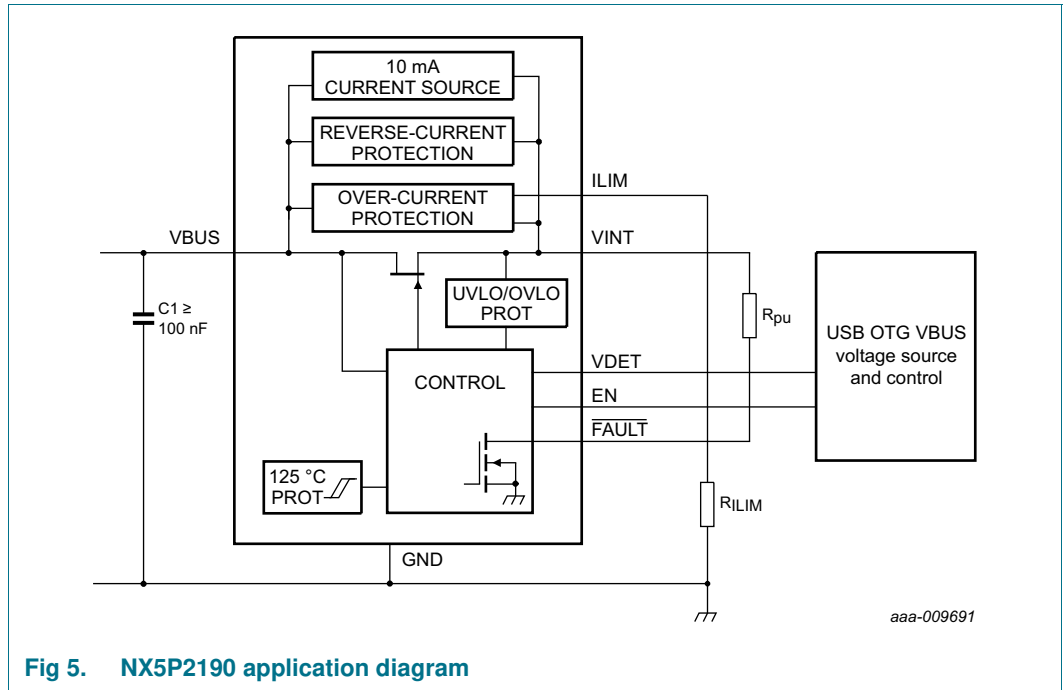 10 mA
CURRENT SOURCE
REVERSE-CURRENT
PROTECTION
OVER-CURRENT
PROTECTION
ILIM
VBUS
VINT
C1 ≥
100 nF
UVLO/OVLO
PROT
Rpu
USB OTG VBUS
voltage source
and control
CONTROL
VDET
EN
FAULT
125 °C
PROT
RILIM
GND
aaa-009691
Fig 5. NX5P2190 application diagram